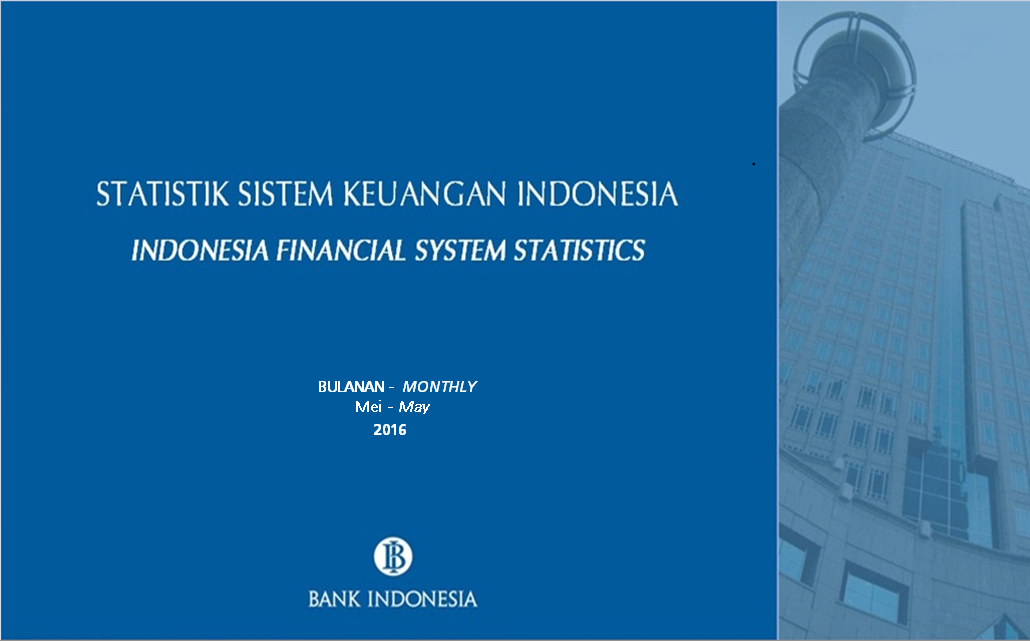 STATISTIK SISTEM KEUANGAN INDONESIA
INDONESIA FINANCIAL SYSTEM STATISTICS
BULANAN - MONTHLY
Mei - May
2016
BANK INDONESIA